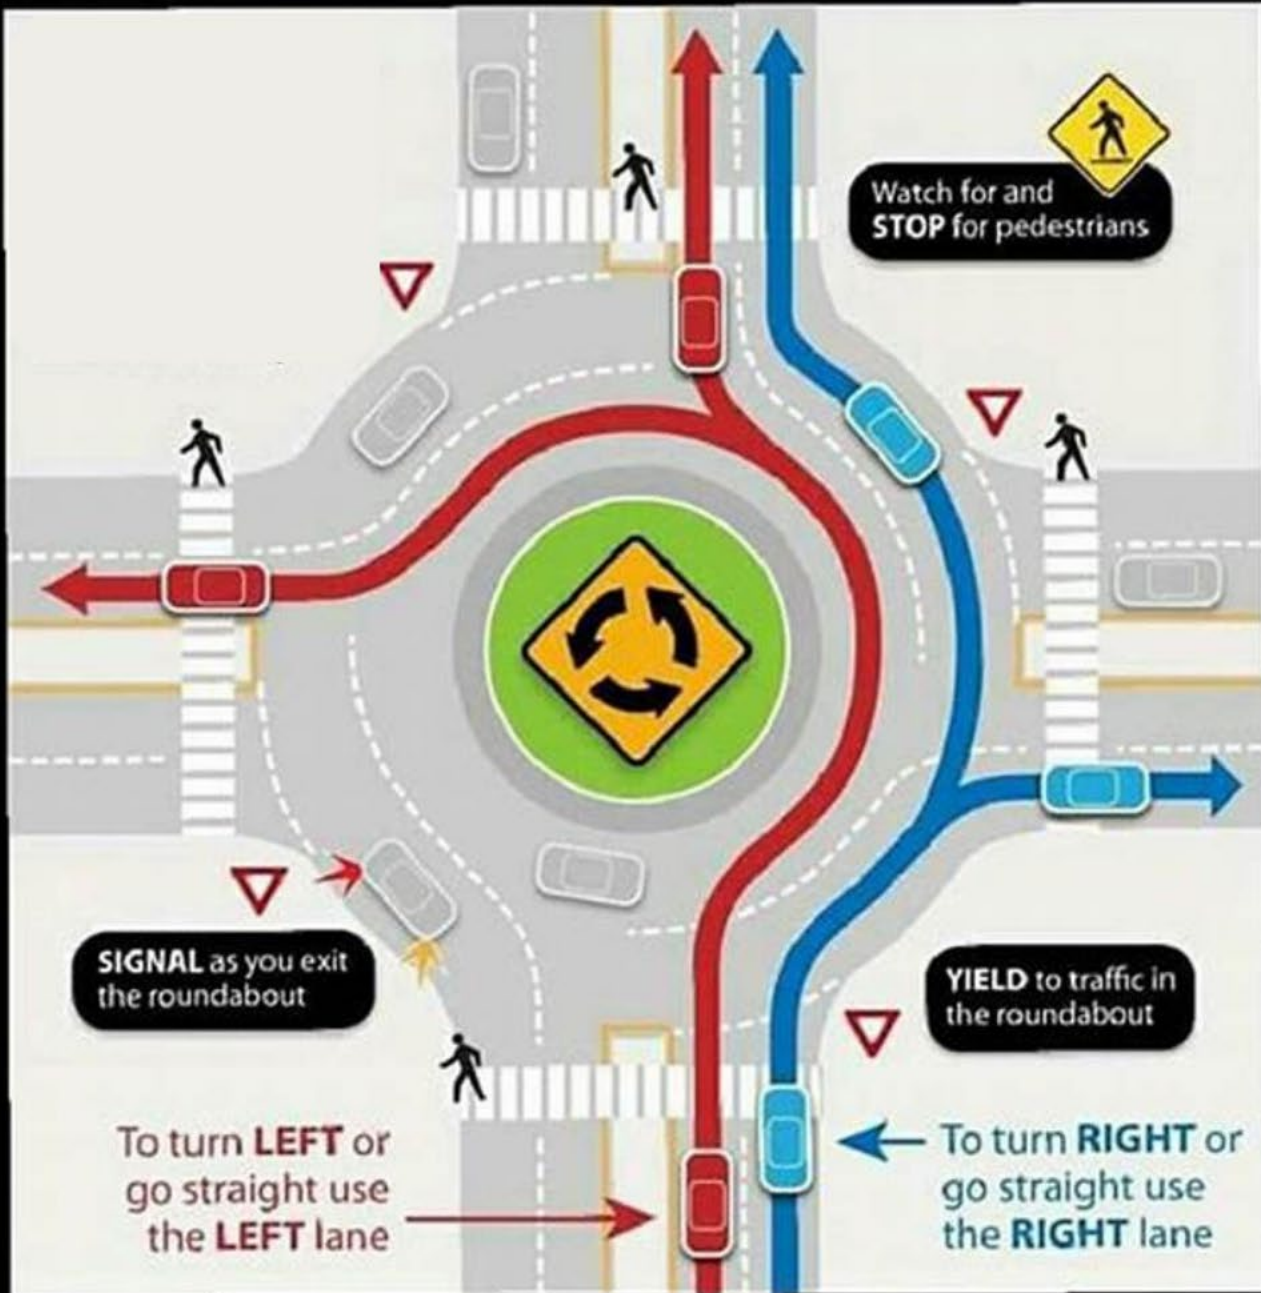 Watch for and
STOP for pedestrians
SIGNAL as you exit
the roundabout
YIELD to traffic in
the roundabout
To turn LEFT or
go straight use
the LEFT lane
To turn RIGHT or
go straight use
the RIGHT lane